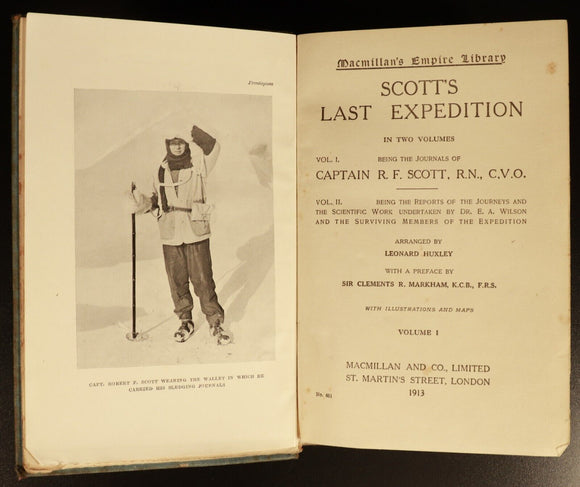 Frontispiece
CAPT. ROBERT F. SCOTT WEARING THE WALLET IN WHICH HE
CARRIED HIS SLEDGING JOURNALS
Macmillan's Empire Library
SCOTT'S
LAST EXPEDITION
IN TWO VOLUMES
VOL. I. BEING THE JOURNALS OF
CAPTAIN R. F. SCOTT, R.N., C.V.O.
VOL. II. BEING THE REPORTS OF THE JOURNEYS AND
THE SCIENTIFIC WORK UNDERTAKEN BY DR. E. A. WILSON
AND THE SURVIVING MEMBERS OF THE EXPEDITION
ARRANGED BY
LEONARD HUXLEY
WITH A PREFACE BY
SIR CLEMENTS R. MARKHAM, K.C.B., F.R.S.
WITH ILLUSTRATIONS AND MAPS
VOLUME I
MACMILLAN AND CO., LIMITED
ST. MARTIN'S STREET, LONDON
No. 461 1913